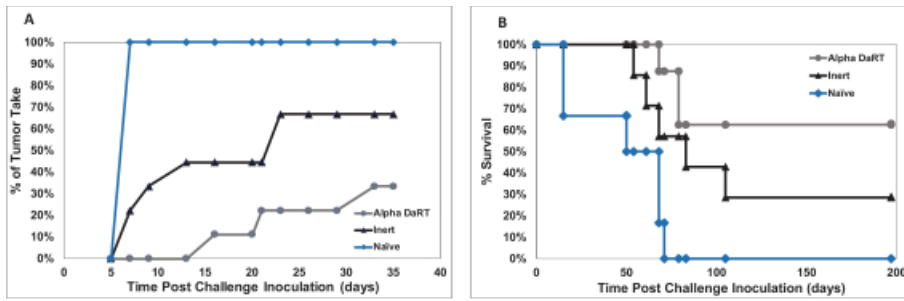 A
100%
90%
80%
70%
60%
50%
40%
30%
20%
10%
0%
% of Tumor Take
0 5 10 15 20 25 30 35 40
Time Post Challenge Inoculation (days)
Alpha DaRT
Inert
Naïve
B
100%
90%
80%
70%
60%
50%
40%
30%
20%
10%
0%
% Survival
0 50 100 150 200
Time Post Challenge Inoculation (days)
Alpha DaRT
Inert
Naïve